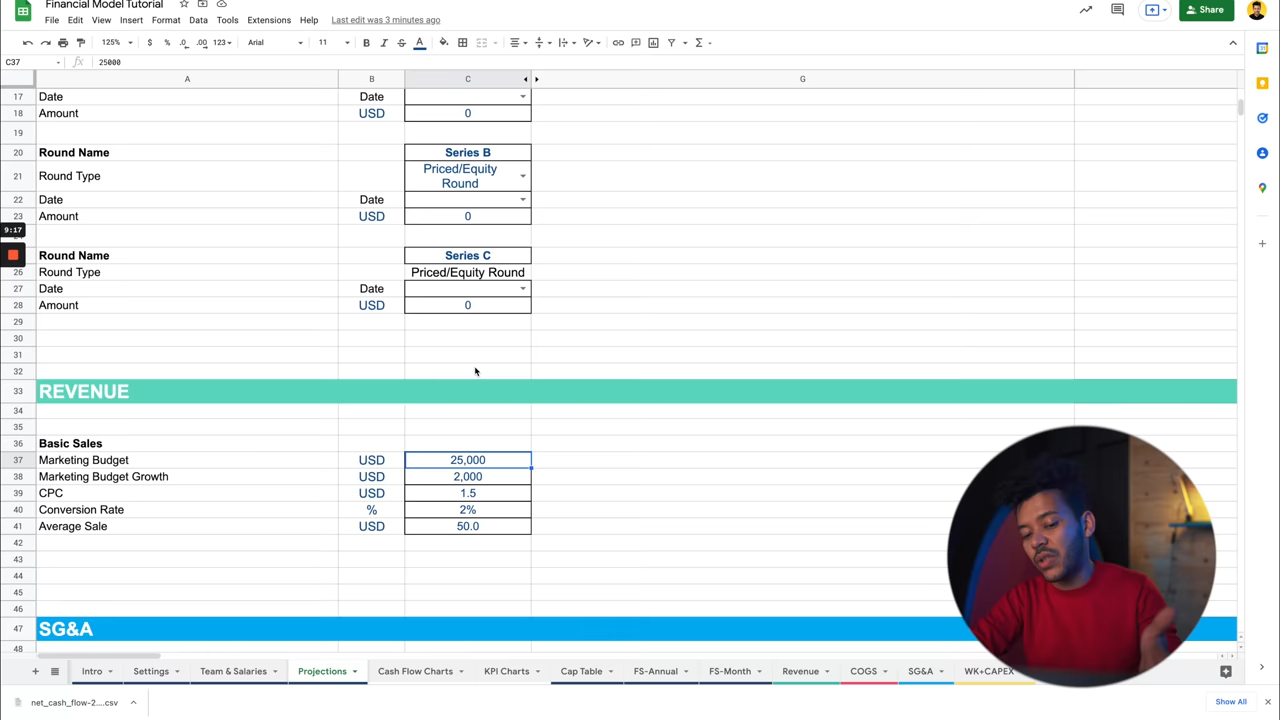 Financial Model Tutorial
File Edit View Insert Format Data Tools Extensions Help Last edit was 3 minutes ago
Share
125% $ % .0 .00 123 Arial 11 B I S A
C37 fx 25000
A B C G
17 Date Date
18 Amount USD 0
19
20 Round Name Series B
21 Round Type Priced/Equity Round
22 Date Date
23 Amount USD 0
9:17
Round Name Series C
26 Round Type Priced/Equity Round
27 Date Date
28 Amount USD 0
29
30
31
32
33 REVENUE
34
35
36 Basic Sales
37 Marketing Budget USD 25,000
38 Marketing Budget Growth USD 2,000
39 CPC USD 1.5
40 Conversion Rate % 2%
41 Average Sale USD 50.0
42
43
44
45
46
47 SG&A
48
Intro Settings Team & Salaries Projections Cash Flow Charts KPI Charts Cap Table FS-Annual FS-Month Revenue COGS SG&A WK+CAPEX
net_cash_flow-2....csv Show All